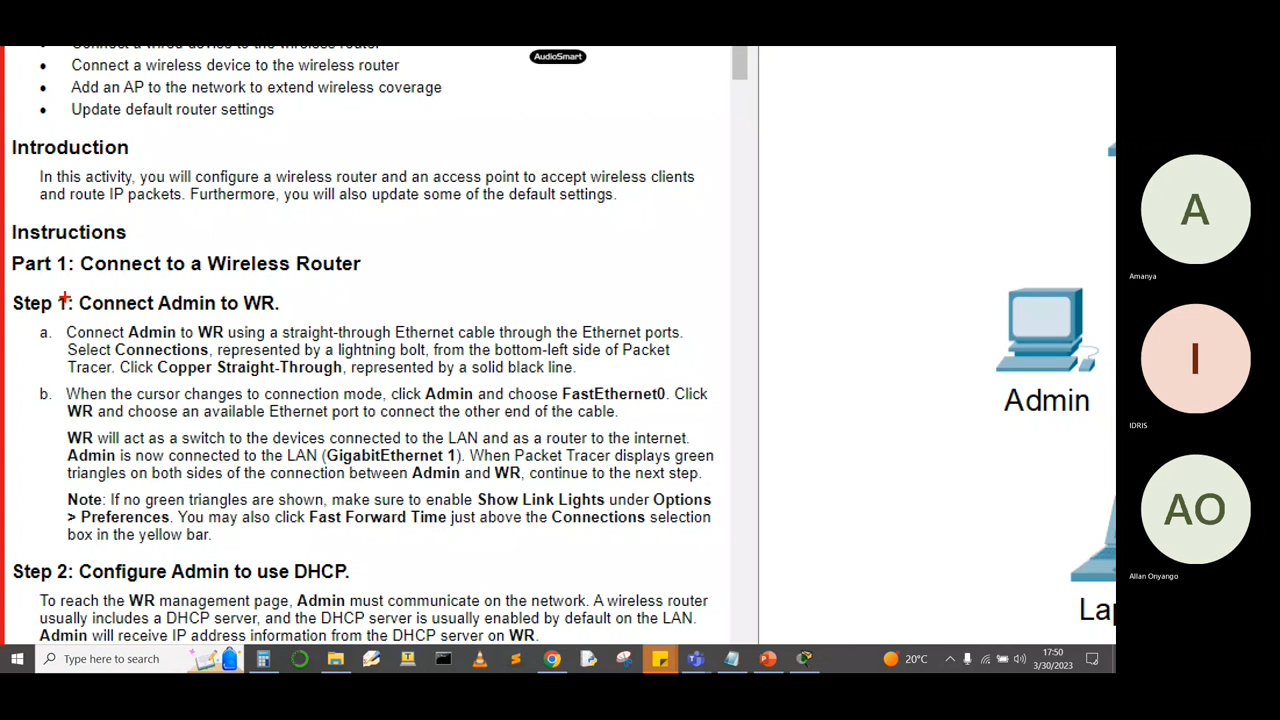 Connect a wired device to the wireless router
AudioSmart
• Connect a wireless device to the wireless router
• Add an AP to the network to extend wireless coverage
• Update default router settings
Introduction
In this activity, you will configure a wireless router and an access point to accept wireless clients
and route IP packets. Furthermore, you will also update some of the default settings.
Instructions
Part 1: Connect to a Wireless Router
Step 1: Connect Admin to WR.
a. Connect Admin to WR using a straight-through Ethernet cable through the Ethernet ports.
Select Connections, represented by a lightning bolt, from the bottom-left side of Packet
Tracer. Click Copper Straight-Through, represented by a solid black line.
b. When the cursor changes to connection mode, click Admin and choose FastEthernet0. Click
WR and choose an available Ethernet port to connect the other end of the cable.
WR will act as a switch to the devices connected to the LAN and as a router to the internet.
Admin is now connected to the LAN (GigabitEthernet 1). When Packet Tracer displays green
triangles on both sides of the connection between Admin and WR, continue to the next step.
Note: If no green triangles are shown, make sure to enable Show Link Lights under Options
> Preferences. You may also click Fast Forward Time just above the Connections selection
box in the yellow bar.
Step 2: Configure Admin to use DHCP.
To reach the WR management page, Admin must communicate on the network. A wireless router
usually includes a DHCP server, and the DHCP server is usually enabled by default on the LAN.
Admin will receive IP address information from the DHCP server on WR.
Admin
Lap
A
Amanya
I
IDRIS
AO
Allan Onyango
Type here to search
20°C
17:50
3/30/2023